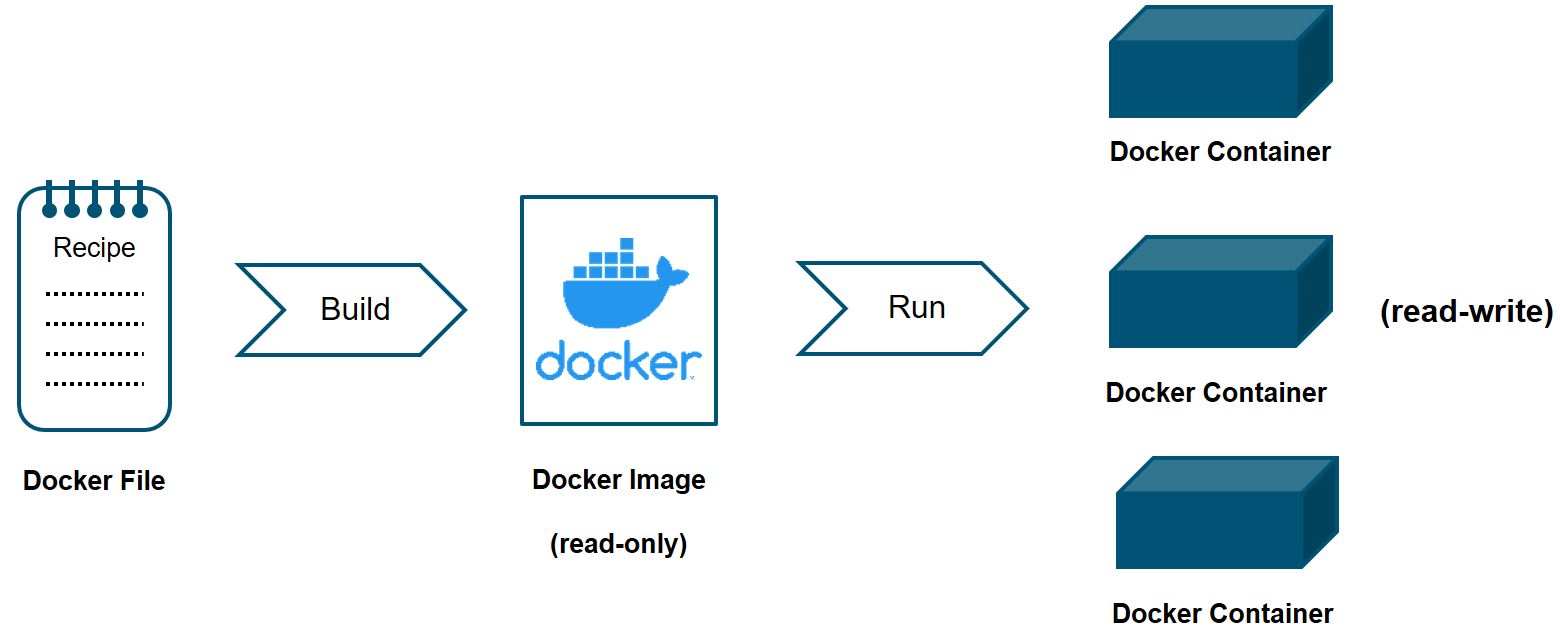 Recipe
Docker File
Build
docker
Docker Image
(read-only)
Run
Docker Container
Docker Container
(read-write)
Docker Container